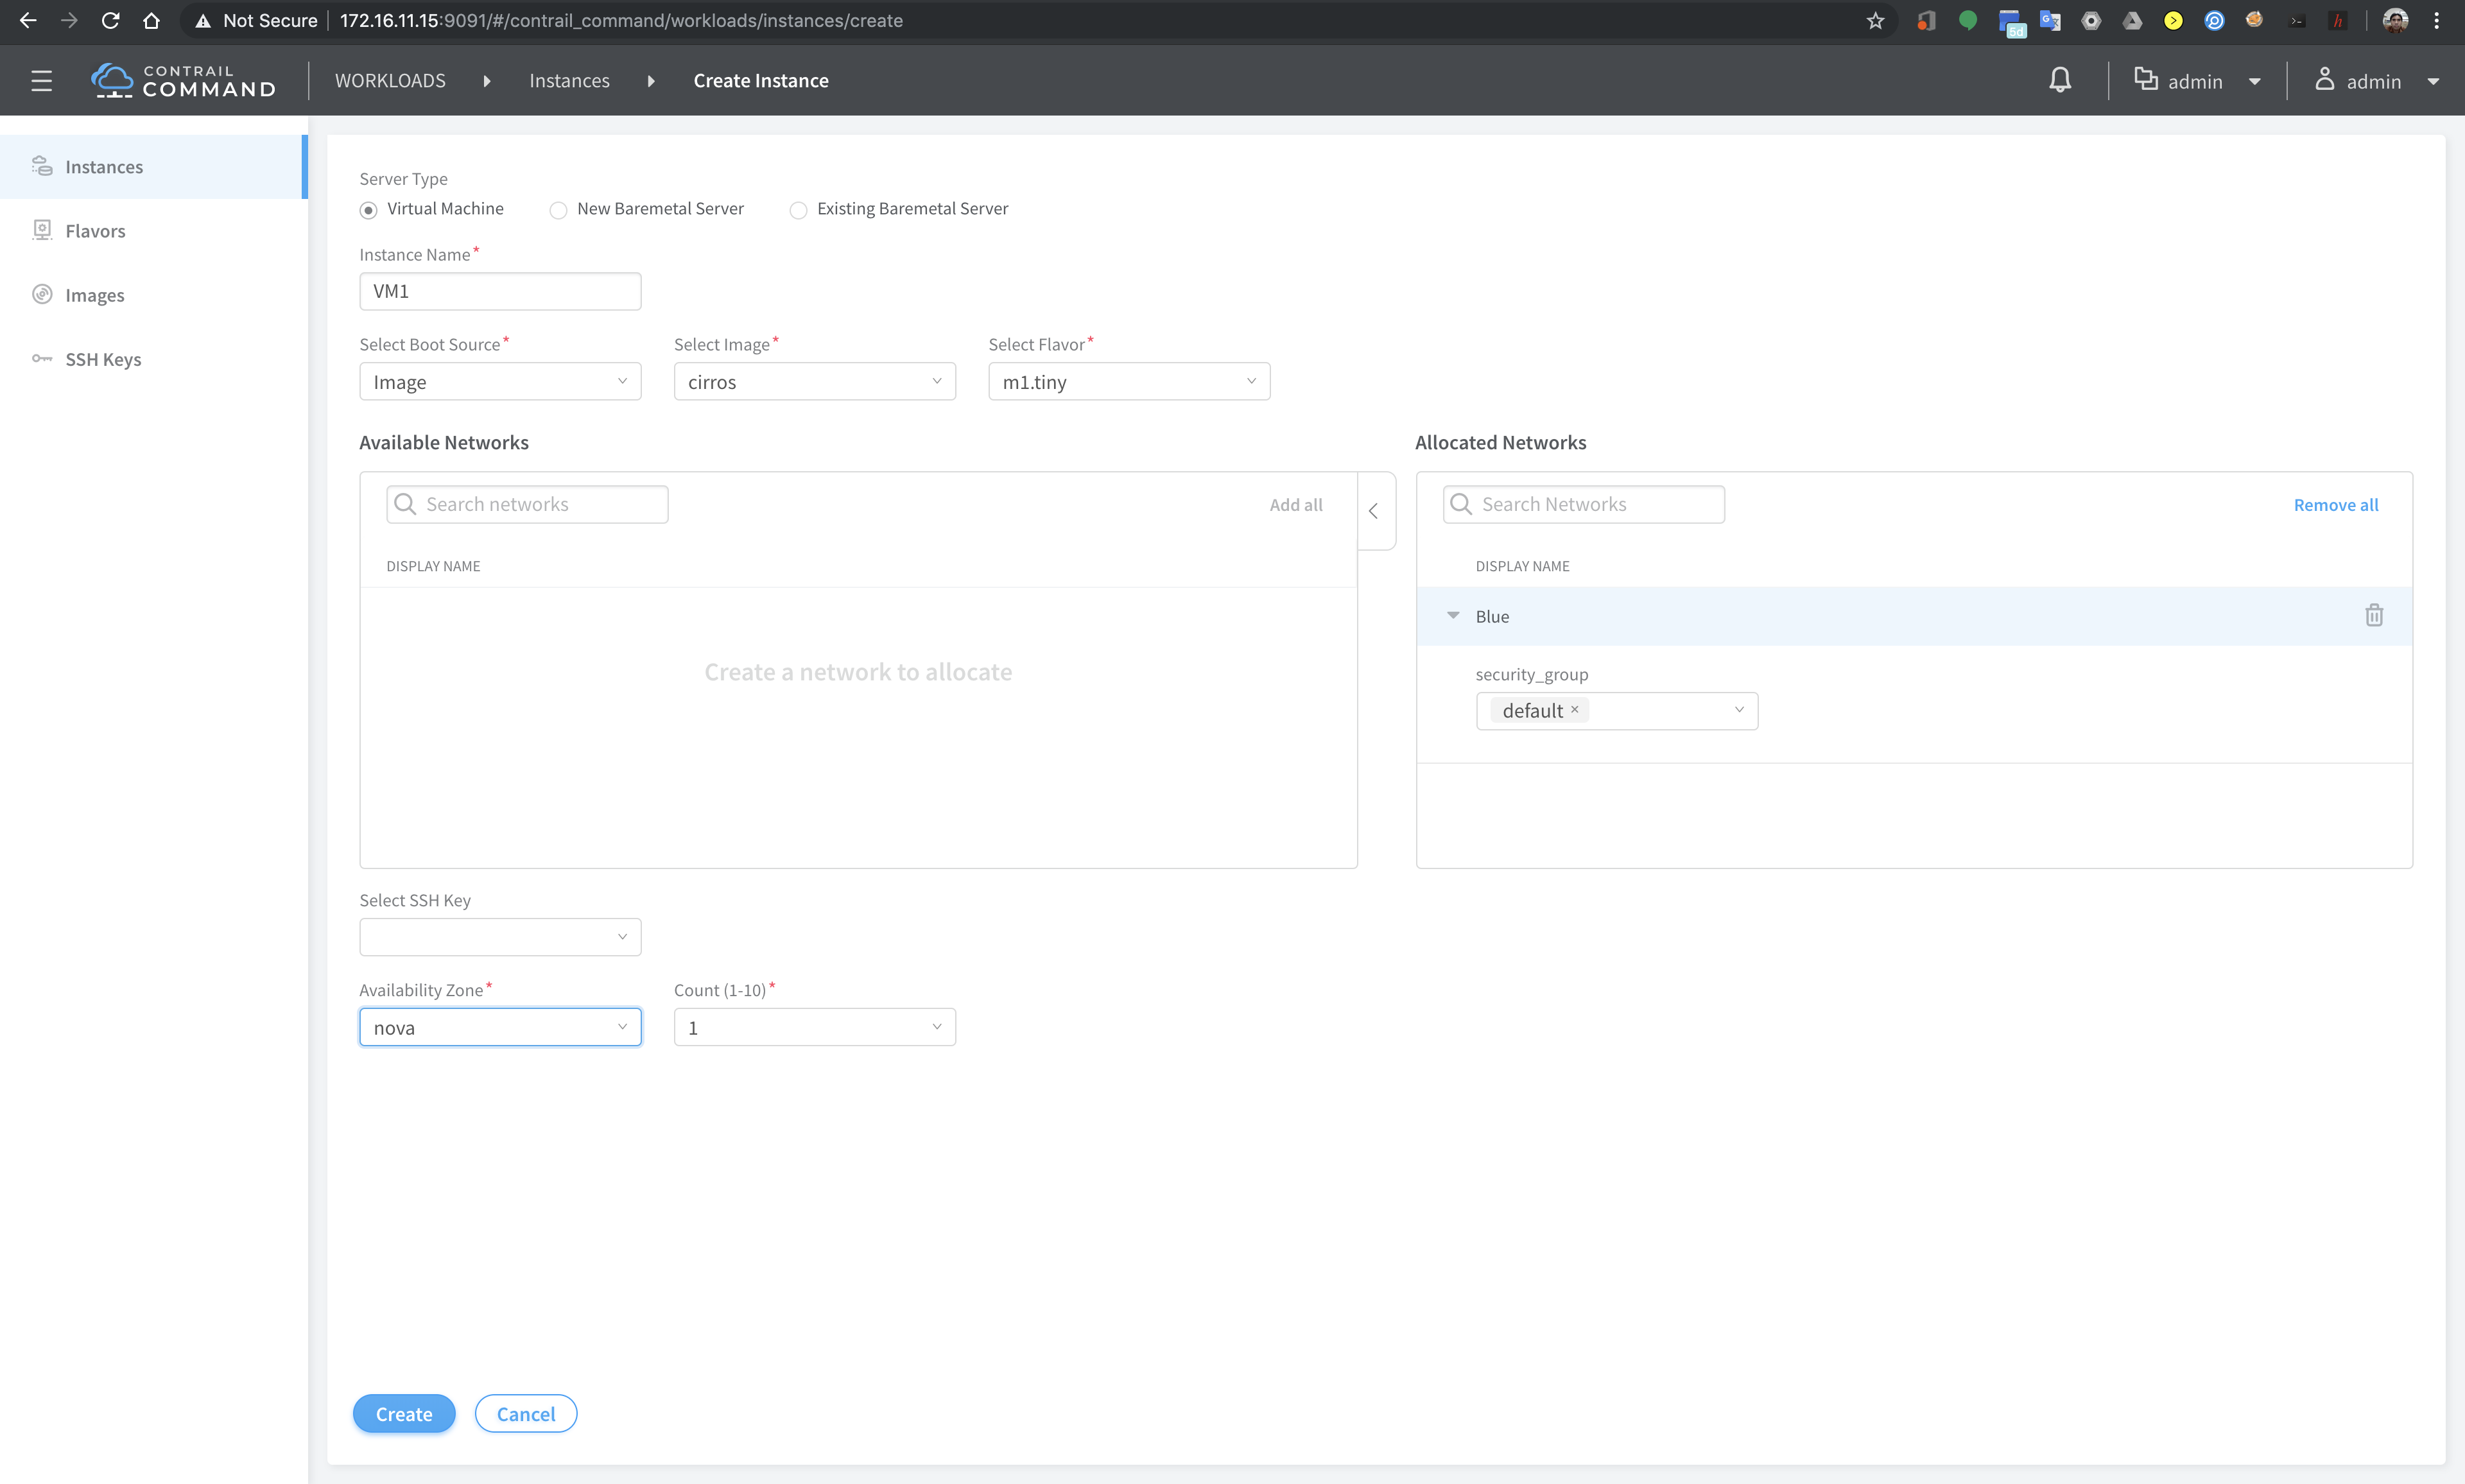 Not Secure 172.16.11.15:9091/#/contrail_command/workloads/instances/create
5d
CONTRAIL
COMMAND
WORKLOADS Instances Create Instance
admin admin
Instances
Flavors
Images
SSH Keys
Server Type
Virtual Machine New Baremetal Server Existing Baremetal Server
Instance Name*
VM1
Select Boot Source* Select Image* Select Flavor*
Image cirros m1.tiny
Available Networks Allocated Networks
Search networks Add all Search Networks Remove all
DISPLAY NAME DISPLAY NAME
Blue
Create a network to allocate
security_group
default ×
Select SSH Key
Availability Zone* Count (1-10)*
nova 1
Create Cancel